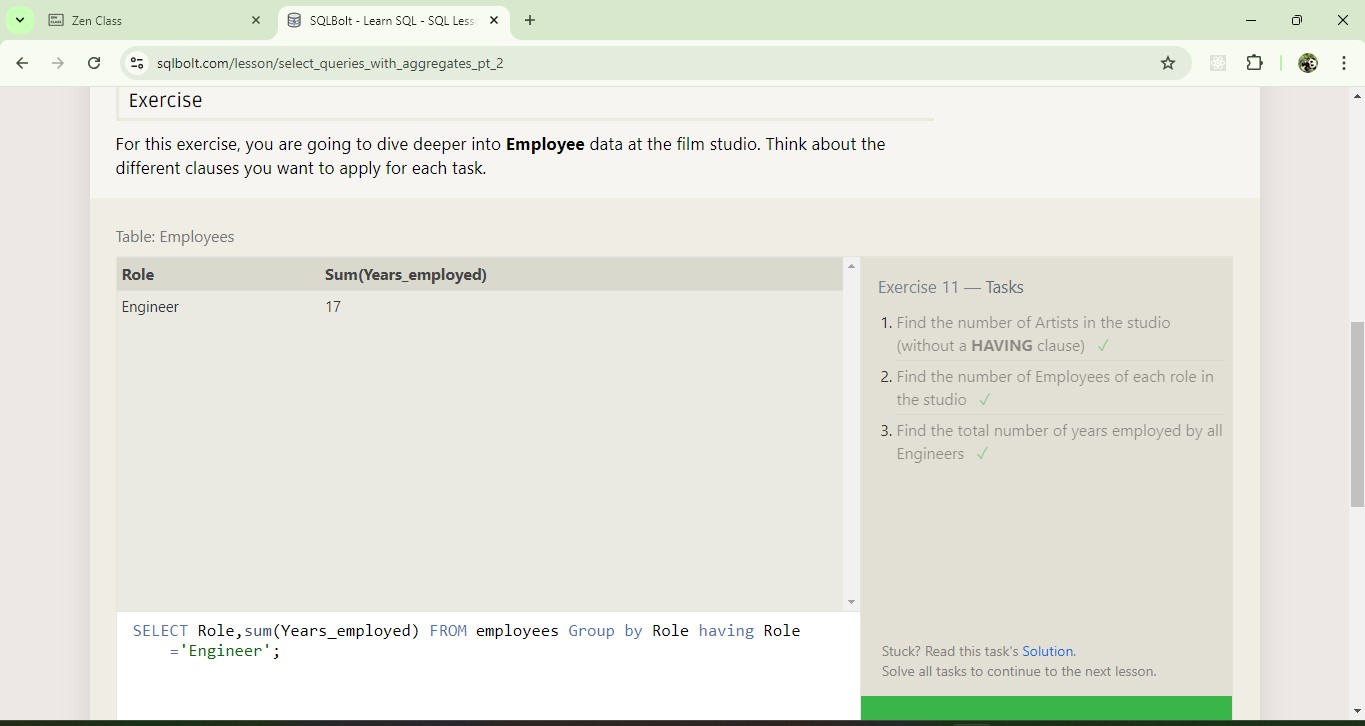 Zen Class
SQLBolt - Learn SQL - SQL Less
sqlbolt.com/lesson/select_queries_with_aggregates_pt_2
Exercise
For this exercise, you are going to dive deeper into Employee data at the film studio. Think about the
different clauses you want to apply for each task.
Table: Employees
Role Sum(Years_employed)
Engineer 17
Exercise 11 — Tasks
1. Find the number of Artists in the studio
(without a HAVING clause) ✓
2. Find the number of Employees of each role in
the studio ✓
3. Find the total number of years employed by all
Engineers ✓
SELECT Role,sum(Years_employed) FROM employees Group by Role having Role
='Engineer';
Stuck? Read this task's Solution.
Solve all tasks to continue to the next lesson.